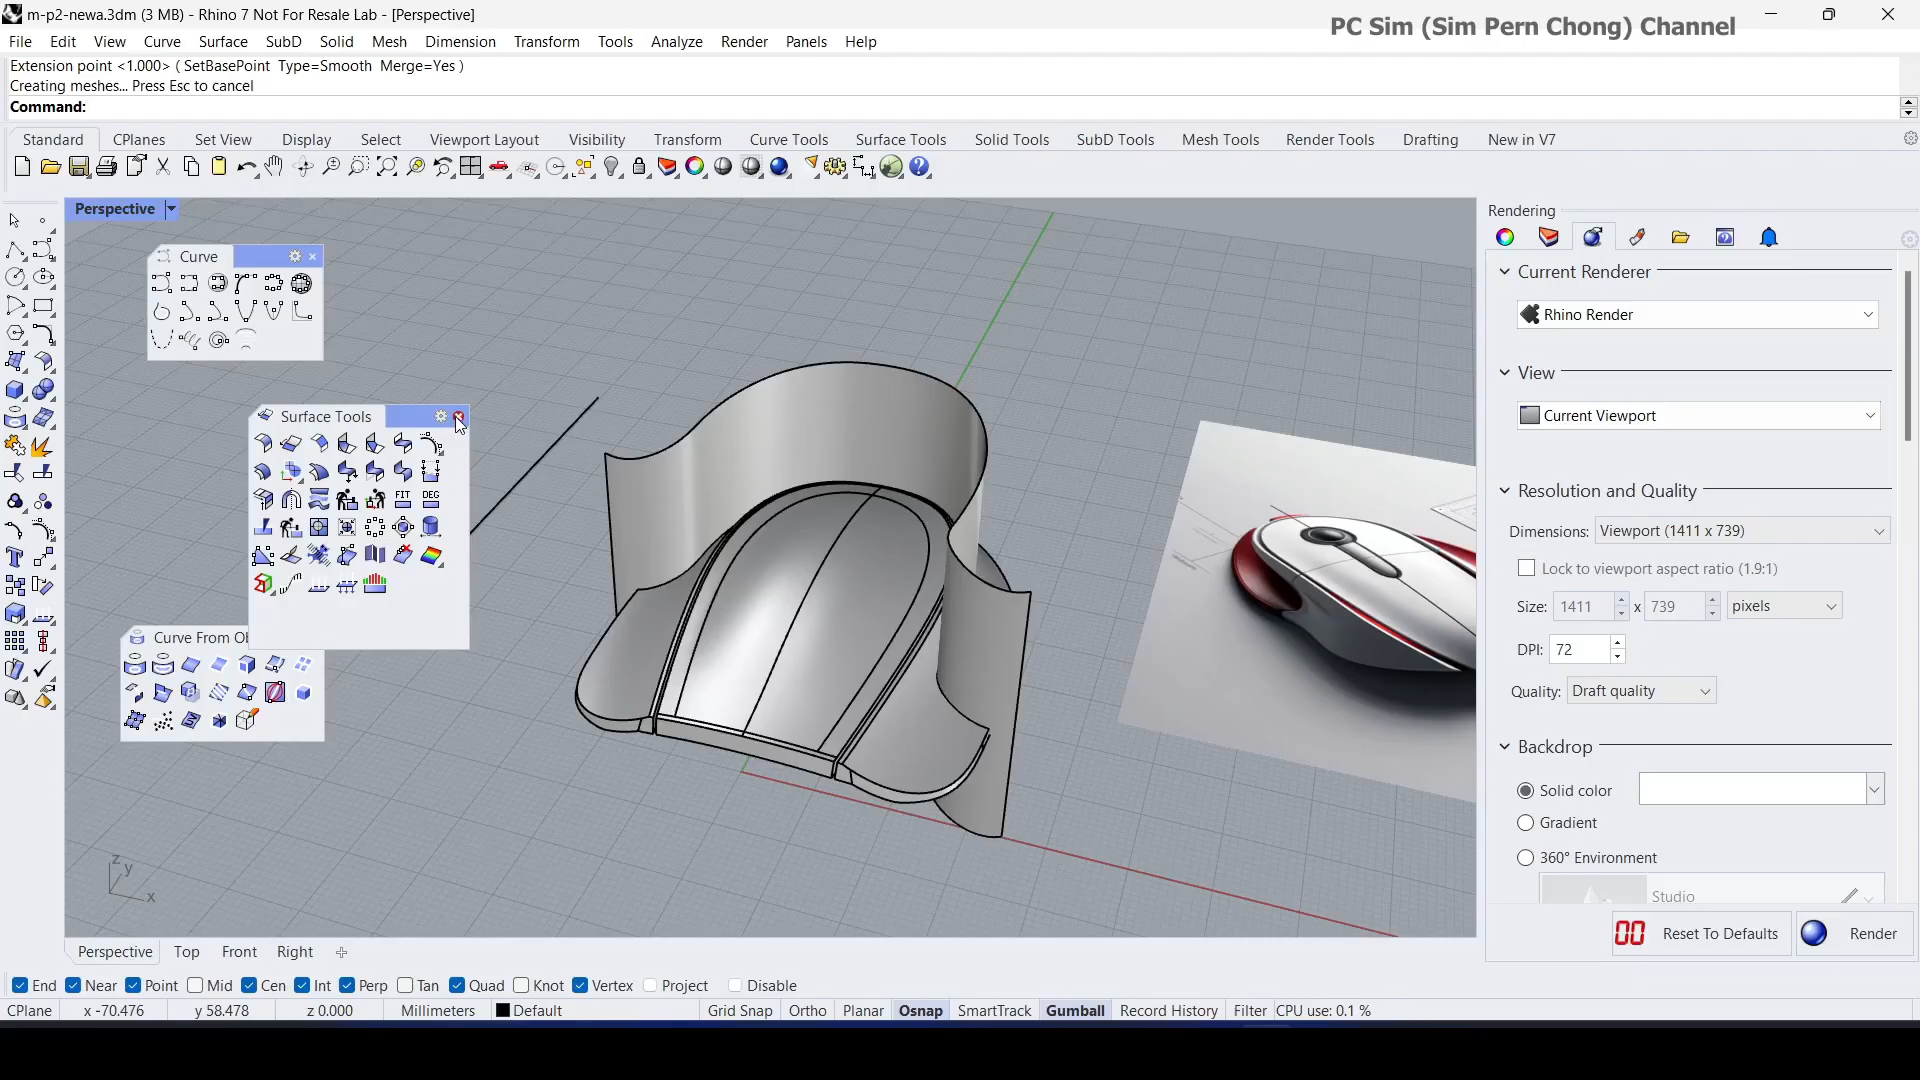 m-p2-newa.3dm (3 MB) - Rhino 7 Not For Resale Lab - [Perspective]
PC Sim (Sim Pern Chong) Channel
File Edit View Curve Surface SubD Solid Mesh Dimension Transform Tools Analyze Render Panels Help
Extension point <1.000> ( SetBasePoint Type=Smooth Merge=Yes )
Creating meshes... Press Esc to cancel
Command:
Standard CPlanes Set View Display Select Viewport Layout Visibility Transform Curve Tools Surface Tools Solid Tools SubD Tools Mesh Tools Render Tools Drafting New in V7
Perspective
Rendering
Curve
Current Renderer
Rhino Render
View
Surface Tools
Current Viewport
FIT DEG
Resolution and Quality
Dimensions: Viewport (1411 x 739)
Lock to viewport aspect ratio (1.9:1)
Size: 1411 x 739 pixels
Curve From Ob
DPI: 72
Quality: Draft quality
Backdrop
Solid color
Gradient
360° Environment
Studio
z
y
x
Reset To Defaults Render
Perspective Top Front Right
End Near Point Mid Cen Int Perp Tan Quad Knot Vertex Project Disable
CPlane x -70.476 y 58.478 z 0.000 Millimeters Default Grid Snap Ortho Planar Osnap SmartTrack Gumball Record History Filter CPU use: 0.1 %